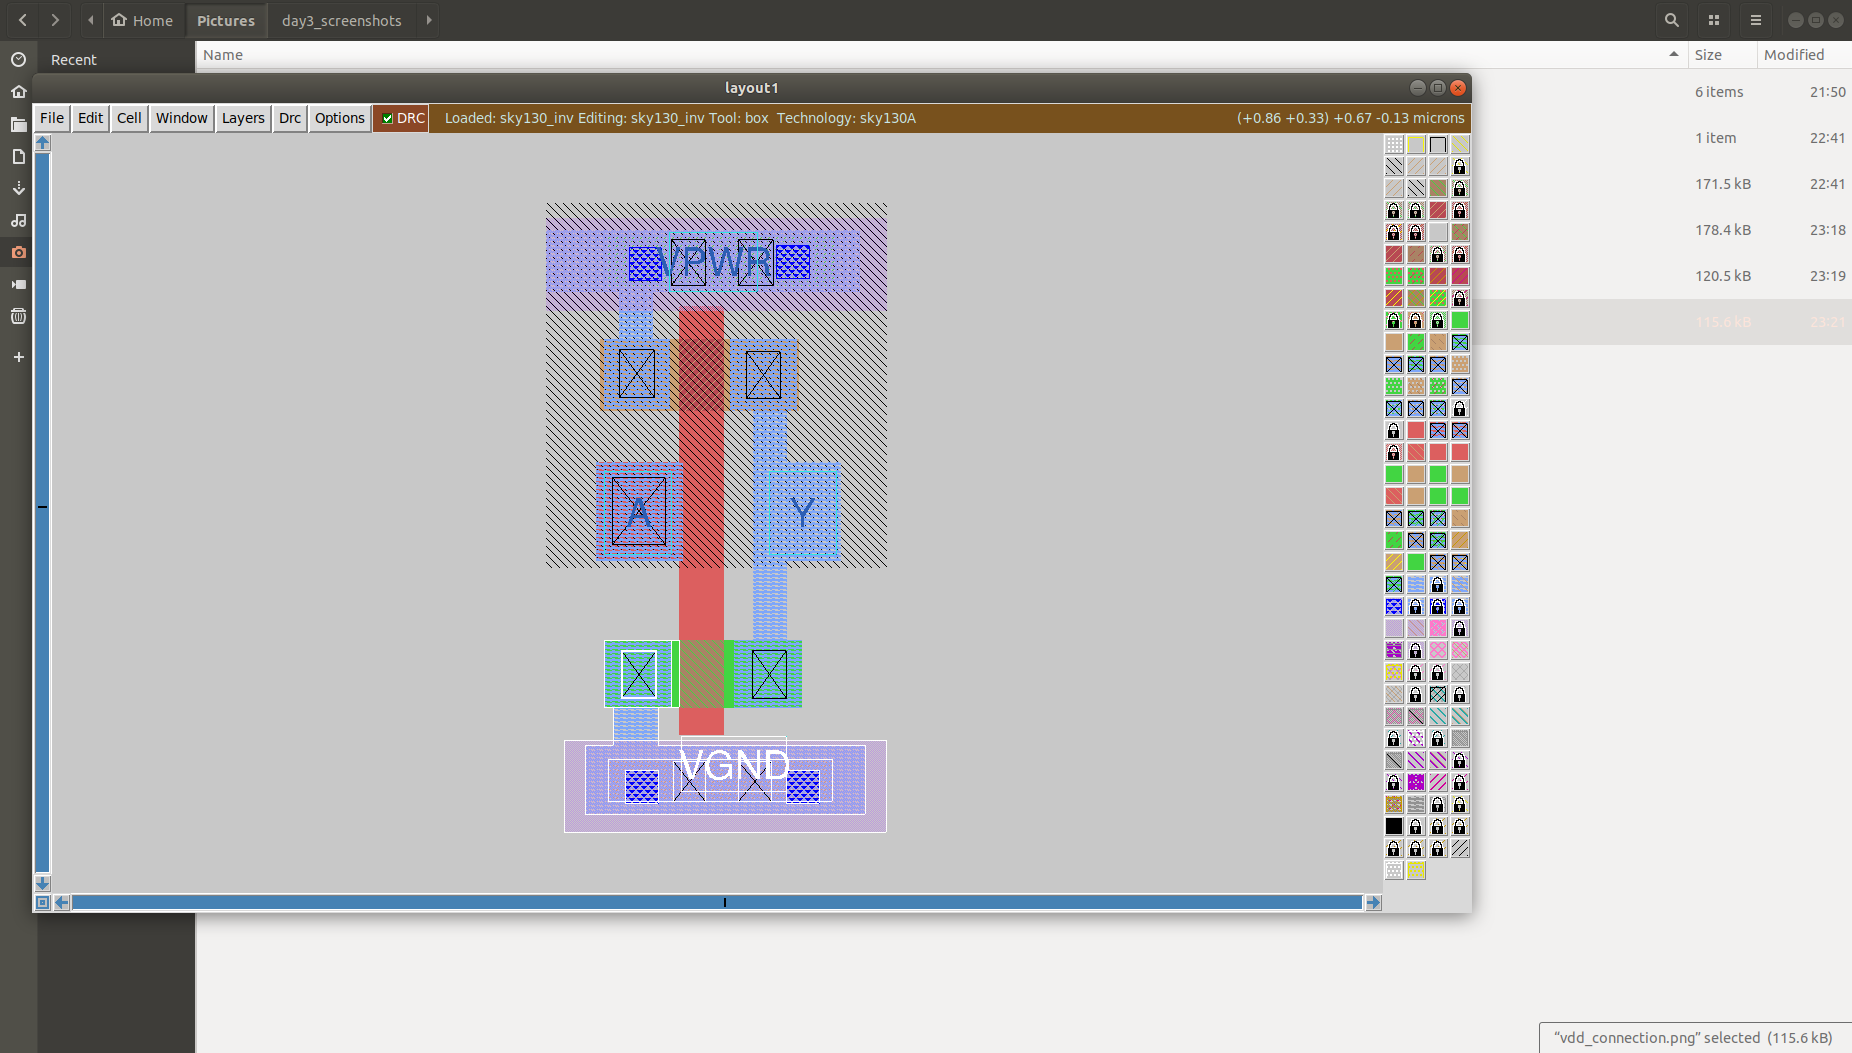 Home
Pictures
day3_screenshots
Recent
Name
Size
Modified
layout1
File
Edit
Cell
Window
Layers
Drc
Options
DRC
Loaded: sky130_inv Editing: sky130_inv Tool: box Technology: sky130A
(+0.86 +0.33) +0.67 -0.13 microns
6 items
21:50
1 item
22:41
171.5 kB
22:41
178.4 kB
23:18
120.5 kB
23:19
115.6 kB
23:21
VPWR
A
Y
VGND
"vdd_connection.png" selected (115.6 kB)